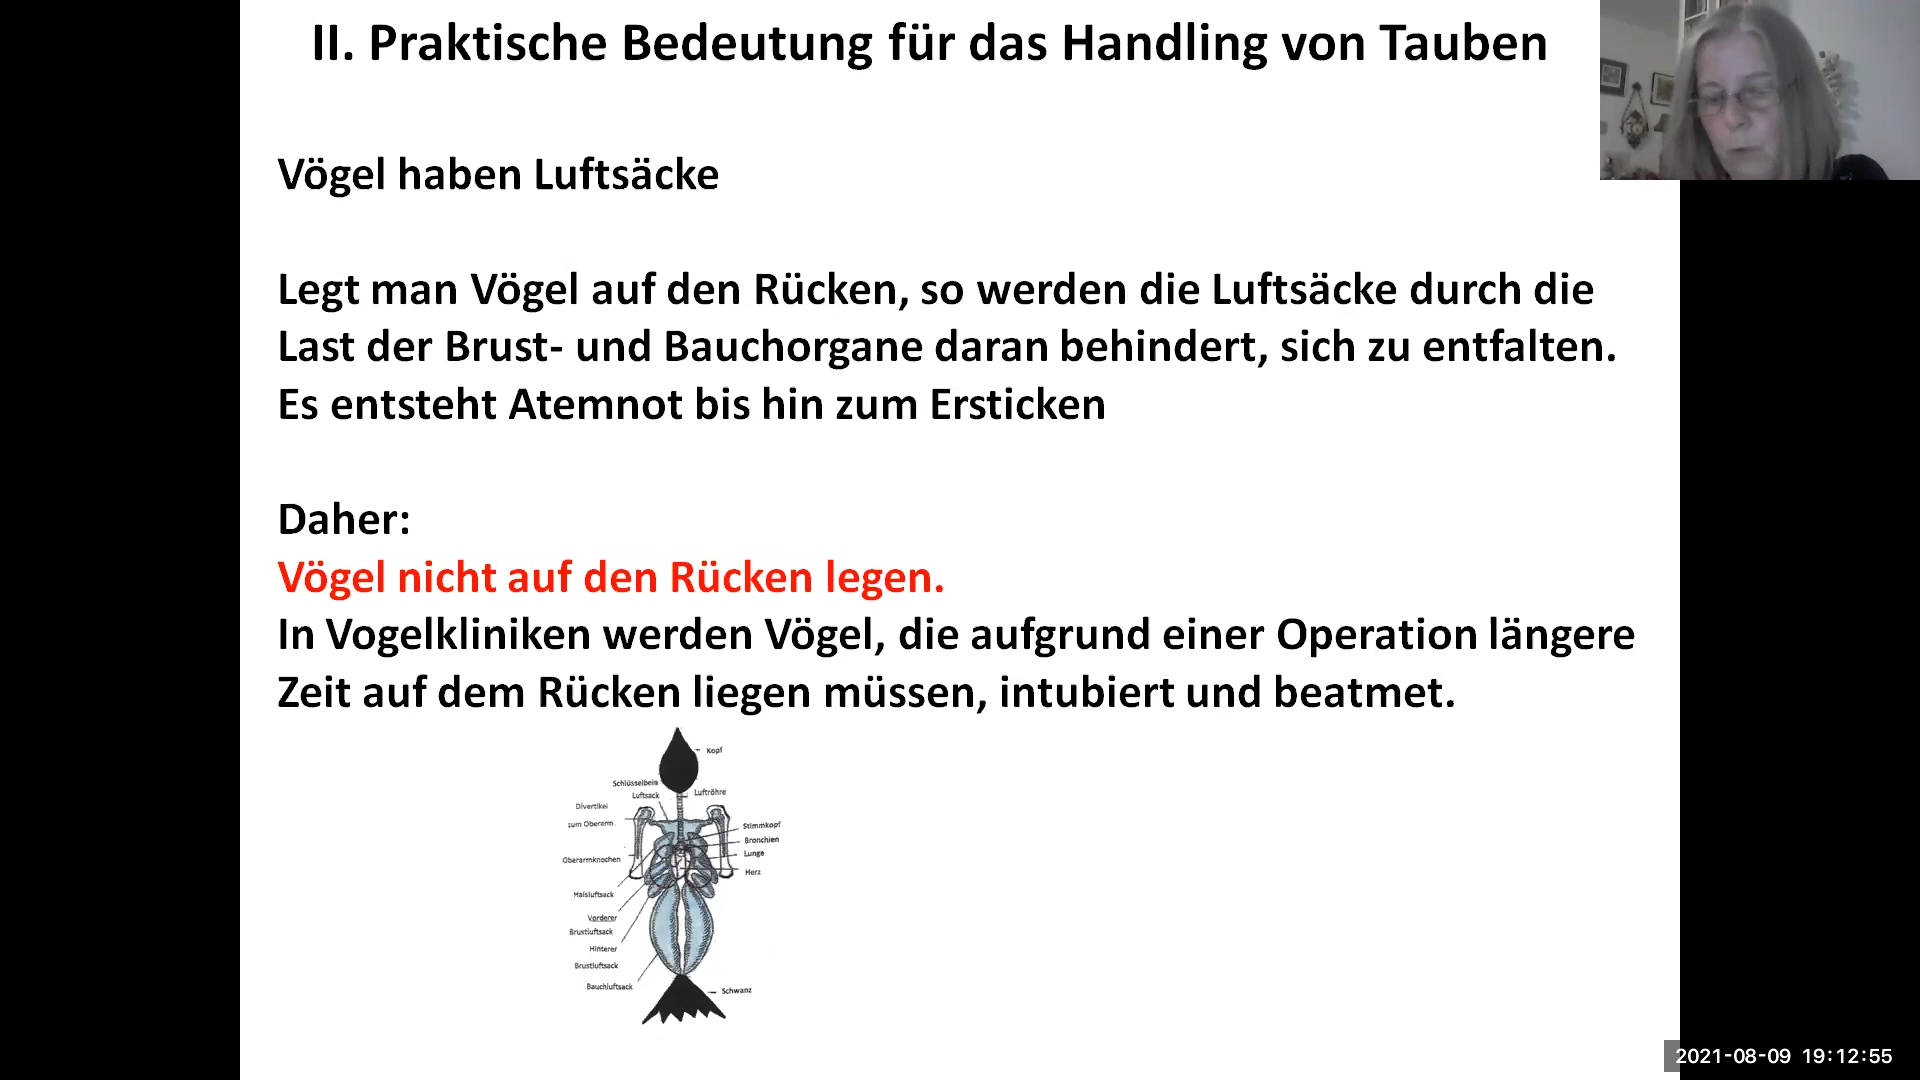 II. Praktische Bedeutung für das Handling von Tauben
Vögel haben Luftsäcke
Legt man Vögel auf den Rücken, so werden die Luftsäcke durch die
Last der Brust- und Bauchorgane daran behindert, sich zu entfalten.
Es entsteht Atemnot bis hin zum Ersticken
Daher:
Vögel nicht auf den Rücken legen.
In Vogelkliniken werden Vögel, die aufgrund einer Operation längere
Zeit auf dem Rücken liegen müssen, intubiert und beatmet.
Kopf
Schlüsselbein
Luftsack
Luftröhre
Divertikel
zum Oberarm
Stimmkopf
Bronchien
Lunge
Oberarmknochen
Herz
Halsluftsack
Vorderer
Brustluftsack
Hinterer
Brustluftsack
Bauchluftsack
Schwanz
2021-08-09 19:12:55